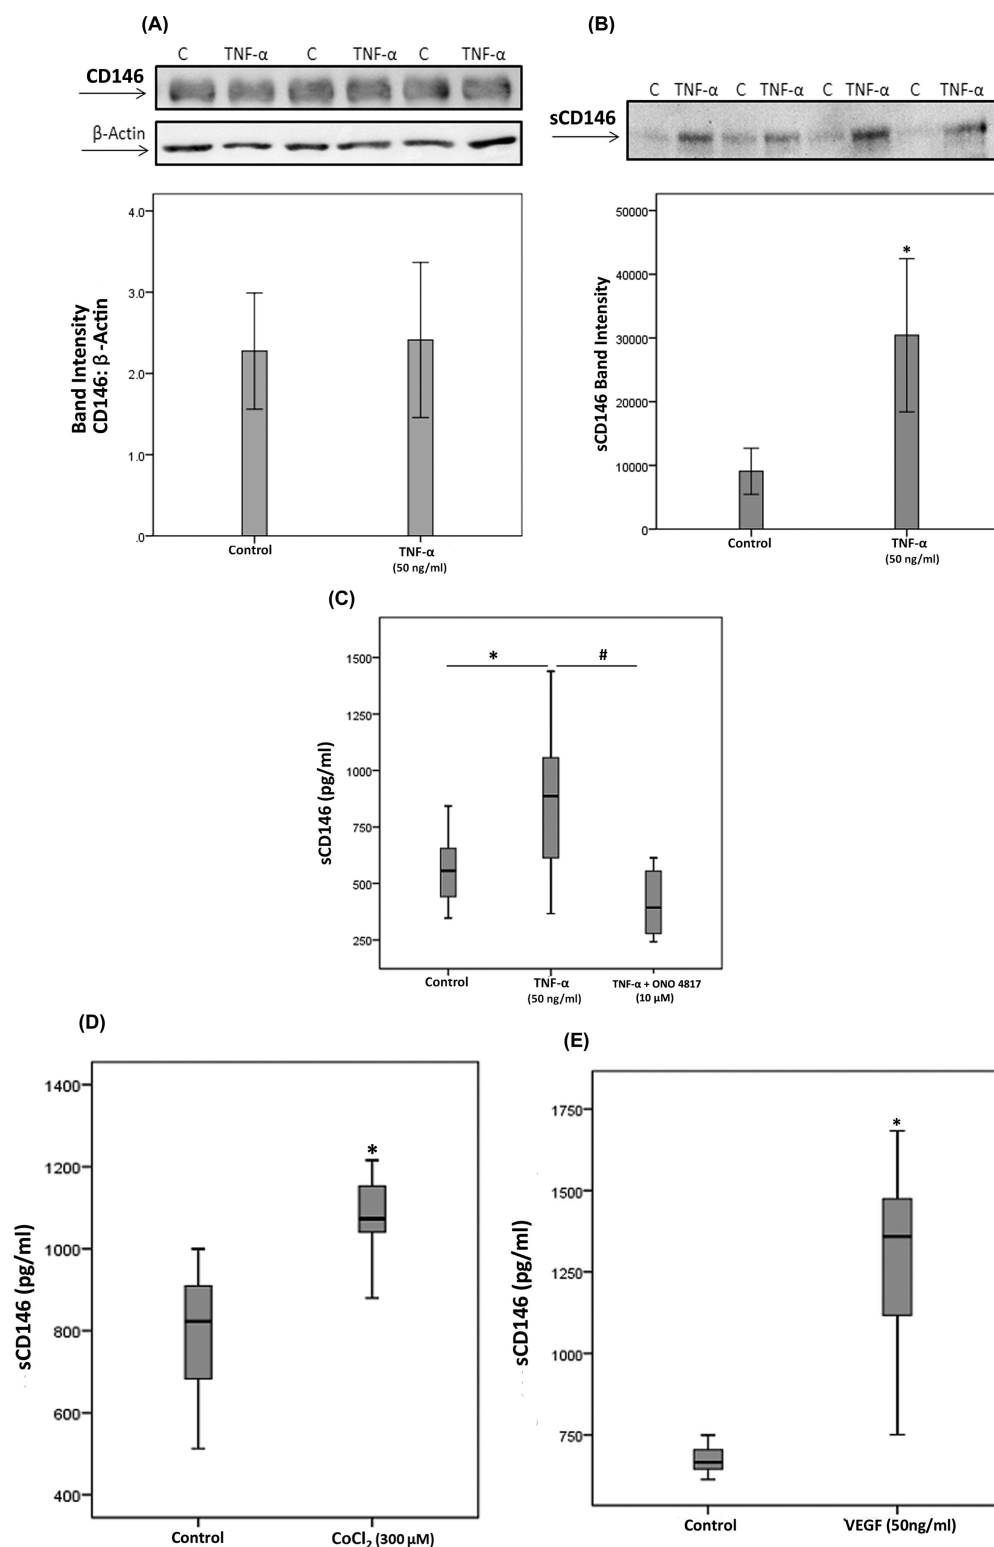 (A)
C TNF-α C TNF-α C TNF-α
CD146
β-Actin
4.0
3.0
2.0
1.0
.0
Band Intensity
CD146: β-Actin
Control
TNF-α
(50 ng/ml)
(B)
C TNF-α C TNF-α C TNF-α C TNF-α
sCD146
50000
40000
30000
20000
10000
0
sCD146 Band Intensity
*
Control
TNF-α
(50 ng/ml)
(C)
1500
1250
1000
750
500
250
sCD146 (pg/ml)
* #
Control
TNF-α
(50 ng/ml)
TNF-α + ONO 4817
(10 μM)
(D)
1400
1200
1000
800
600
400
sCD146 (pg/ml)
*
Control
CoCl₂ (300 μM)
(E)
1750
1500
1250
1000
750
sCD146 (pg/ml)
*
Control
VEGF (50ng/ml)